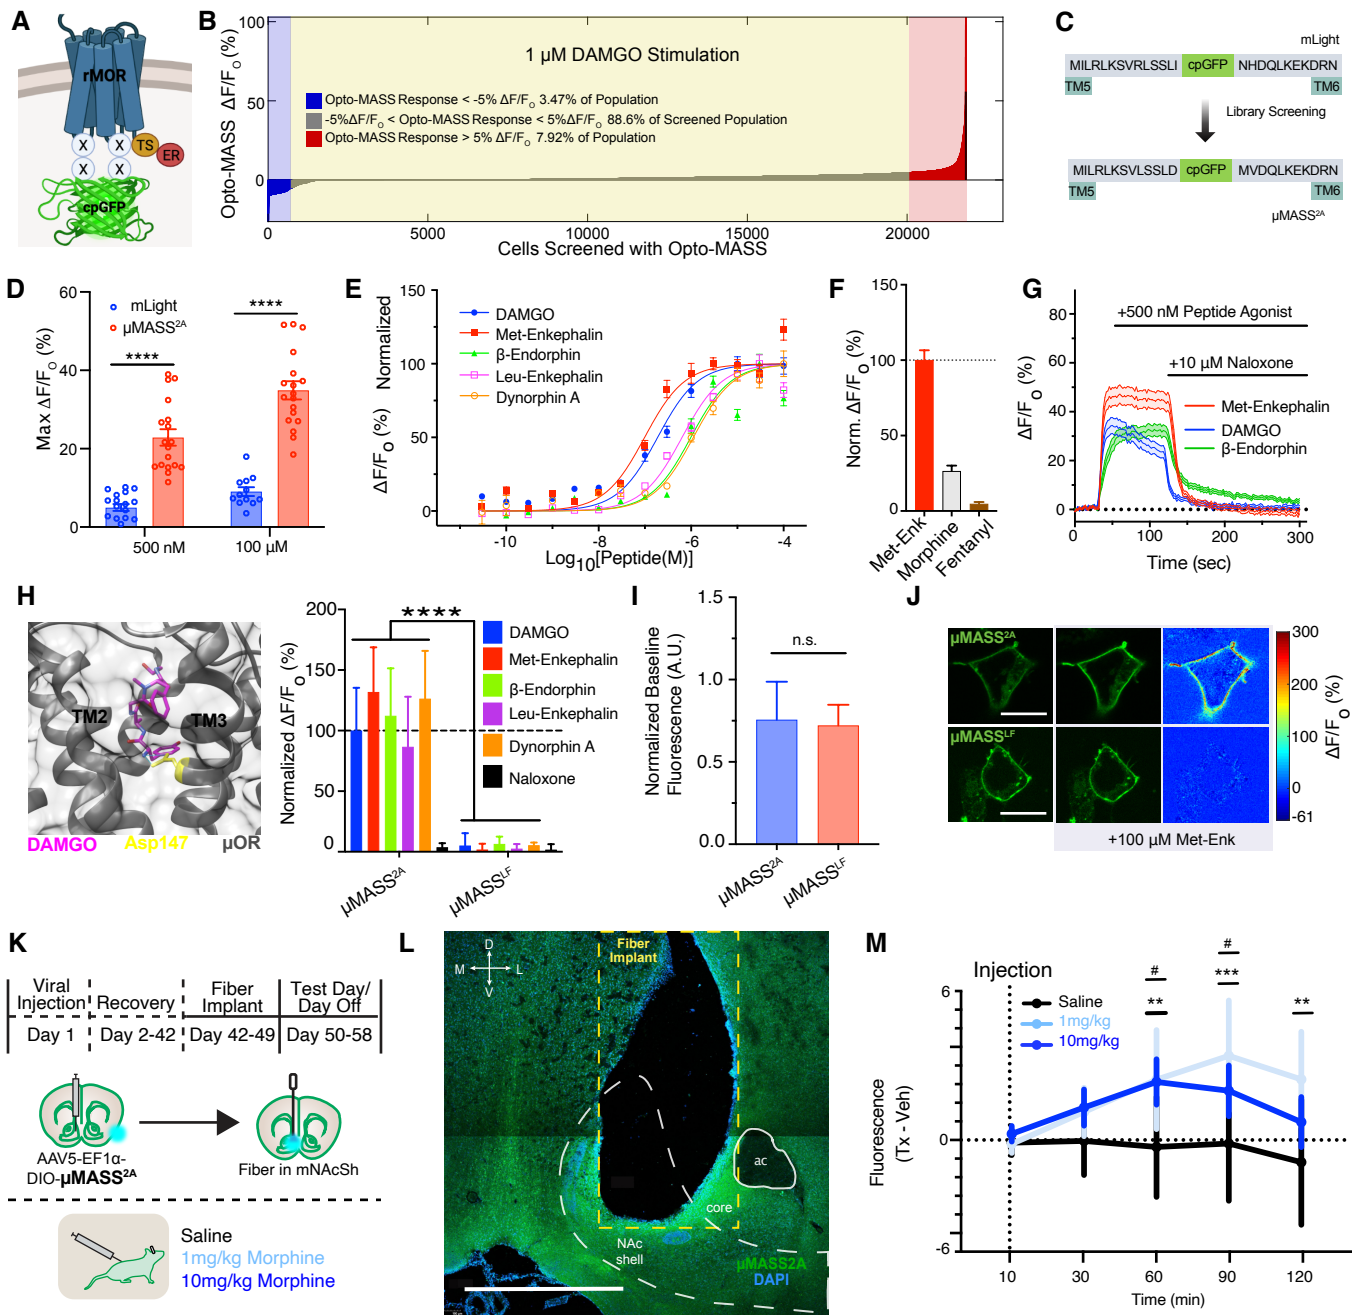 A
rMOR
X
X
TS
X
X
ER
cpGFP
B
Opto-MASS ΔF/F₀ (%)
100
50
0
1 µM DAMGO Stimulation
Opto-MASS Response < -5% ΔF/F₀ 3.47% of Population
-5%ΔF/F₀ < Opto-MASS Response < 5%ΔF/F₀ 88.6% of Screened Population
Opto-MASS Response > 5% ΔF/F₀ 7.92% of Population
0
5000
10000
15000
20000
Cells Screened with Opto-MASS
C
mLight
MILRLKSVRLSSLI cpGFP NHDQLKEKDRN
TM5 TM6
Library Screening
MILRLKSVLSSLD cpGFP MVDQLKEKDRN
TM5 TM6
µMASS²ᴬ
D
mLight
µMASS²ᴬ
Max ΔF/F₀ (%)
60
40
20
0
****
****
500 nM
100 µM
E
ΔF/F₀ (%) Normalized
150
100
50
0
DAMGO
Met-Enkephalin
β-Endorphin
Leu-Enkephalin
Dynorphin A
-10
-8
-6
-4
Log₁₀[Peptide(M)]
F
Norm. ΔF/F₀ (%)
150
100
50
0
Met-Enk
Morphine
Fentanyl
G
ΔF/F₀ (%)
80
60
40
20
0
+500 nM Peptide Agonist
+10 µM Naloxone
Met-Enkephalin
DAMGO
β-Endorphin
0
100
200
300
Time (sec)
H
TM2
TM3
DAMGO Asp147 µOR
Normalized ΔF/F₀ (%)
200
150
100
50
0
****
DAMGO
Met-Enkephalin
β-Endorphin
Leu-Enkephalin
Dynorphin A
Naloxone
µMASS²ᴬ
µMASSᴸᶠ
I
Normalized Baseline
Fluorescence (A.U.)
1.5
1.0
0.5
0.0
n.s.
µMASS²ᴬ
µMASSᴸᶠ
J
µMASS²ᴬ
µMASSᴸᶠ
+100 µM Met-Enk
300
200
100
0
-61
ΔF/F₀ (%)
K
Viral Injection
Recovery
Fiber Implant
Test Day/ Day Off
Day 1
Day 2-42
Day 42-49
Day 50-58
AAV5-EF1α-
DIO-µMASS²ᴬ
Fiber in mNAcSh
Saline
1mg/kg Morphine
10mg/kg Morphine
L
D
M L
V
Fiber
Implant
ac
core
NAc
shell
µMASS2A
DAPI
M
Injection
Saline
1mg/kg
10mg/kg
#
**
#
***
**
Fluorescence
(Tx - Veh)
6
0
-6
10
30
60
90
120
Time (min)